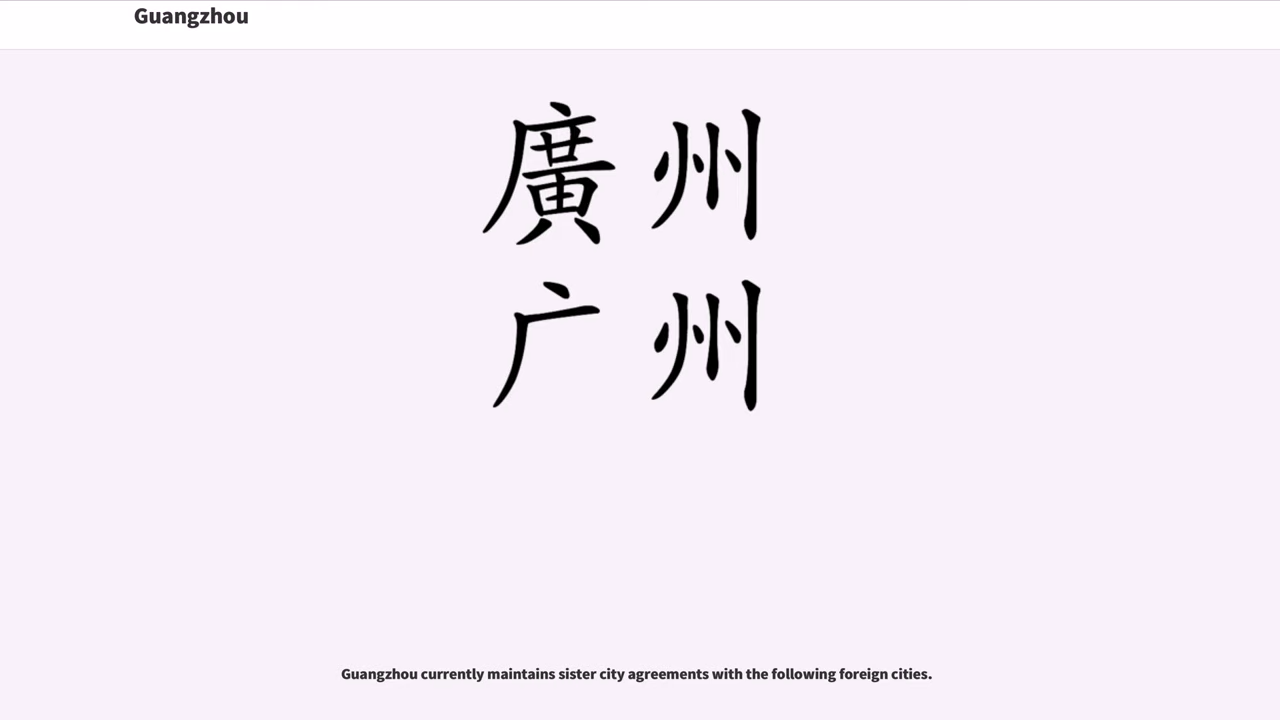 Guangzhou
廣州
广州
Guangzhou currently maintains sister city agreements with the following foreign cities.